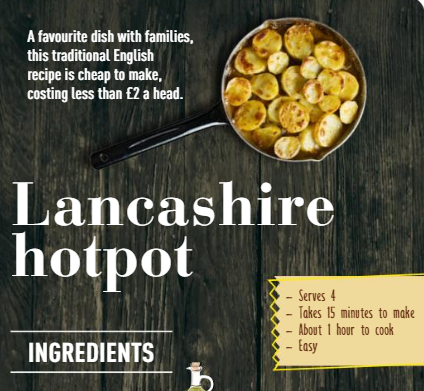 A favourite dish with families,
this traditional English
recipe is cheap to make,
costing less than £2 a head.
Lancashire
hotpot
– Serves 4
– Takes 15 minutes to make
– About 1 hour to cook
– Easy
INGREDIENTS